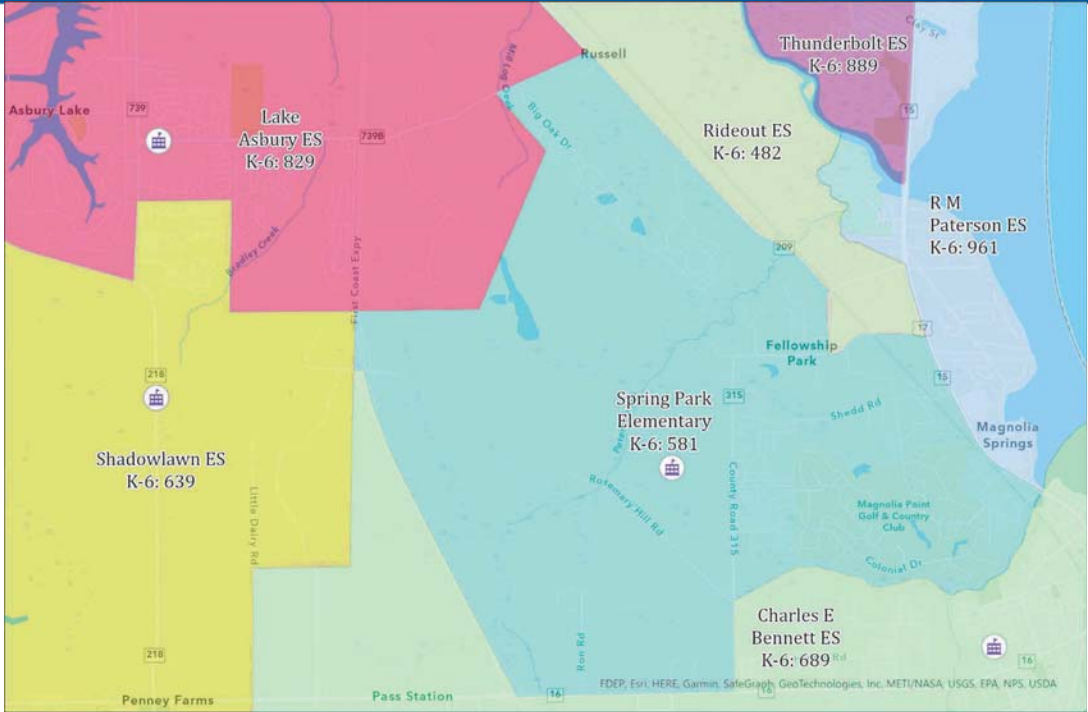 Clay St
Thunderbolt ES
K-6: 889
Russell
Mill Log Creek
Asbury Lake
739
Lake
Asbury ES
K-6: 829
739B
15
Big Oak Dr
Rideout ES
K-6: 482
R M
Paterson ES
K-6: 961
Bradley Creek
First Coast Expy
209
17
Fellowship
Park
218
15
Spring Park
Elementary
K-6: 581
315
Shedd Rd
Magnolia
Springs
Shadowlawn ES
K-6: 639
Little Dairy Rd
Rosemary Hill Rd
County Road 315
Magnolia Point
Golf & Country
Club
Colonial Dr
Charles E
Bennett ES
K-6: 689
Rd
Ron Rd
218
16
16
16
FDEP, Esri, HERE, Garmin, SafeGraph, GeoTechnologies, Inc, METI/NASA, USGS, EPA, NPS, USDA
Penney Farms
Pass Station